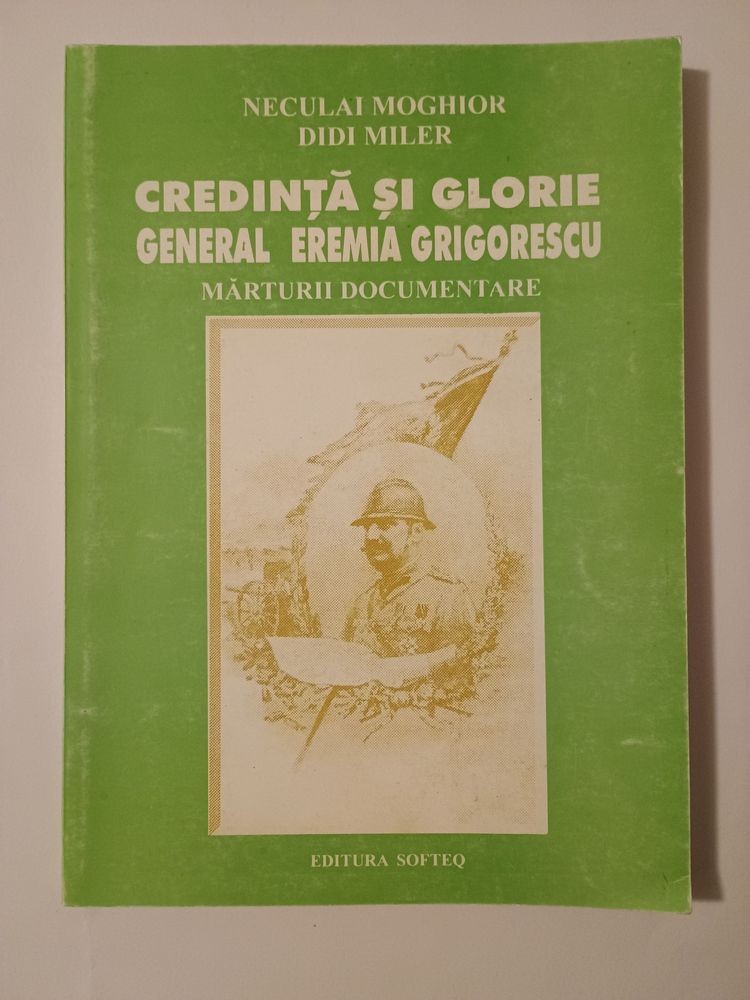 NECULAI MOGHIOR
DIDI MILER
CREDINȚĂ ȘI GLORIE
GENERAL EREMIA GRIGORESCU
MĂRTURII DOCUMENTARE
EDITURA SOFTEQ